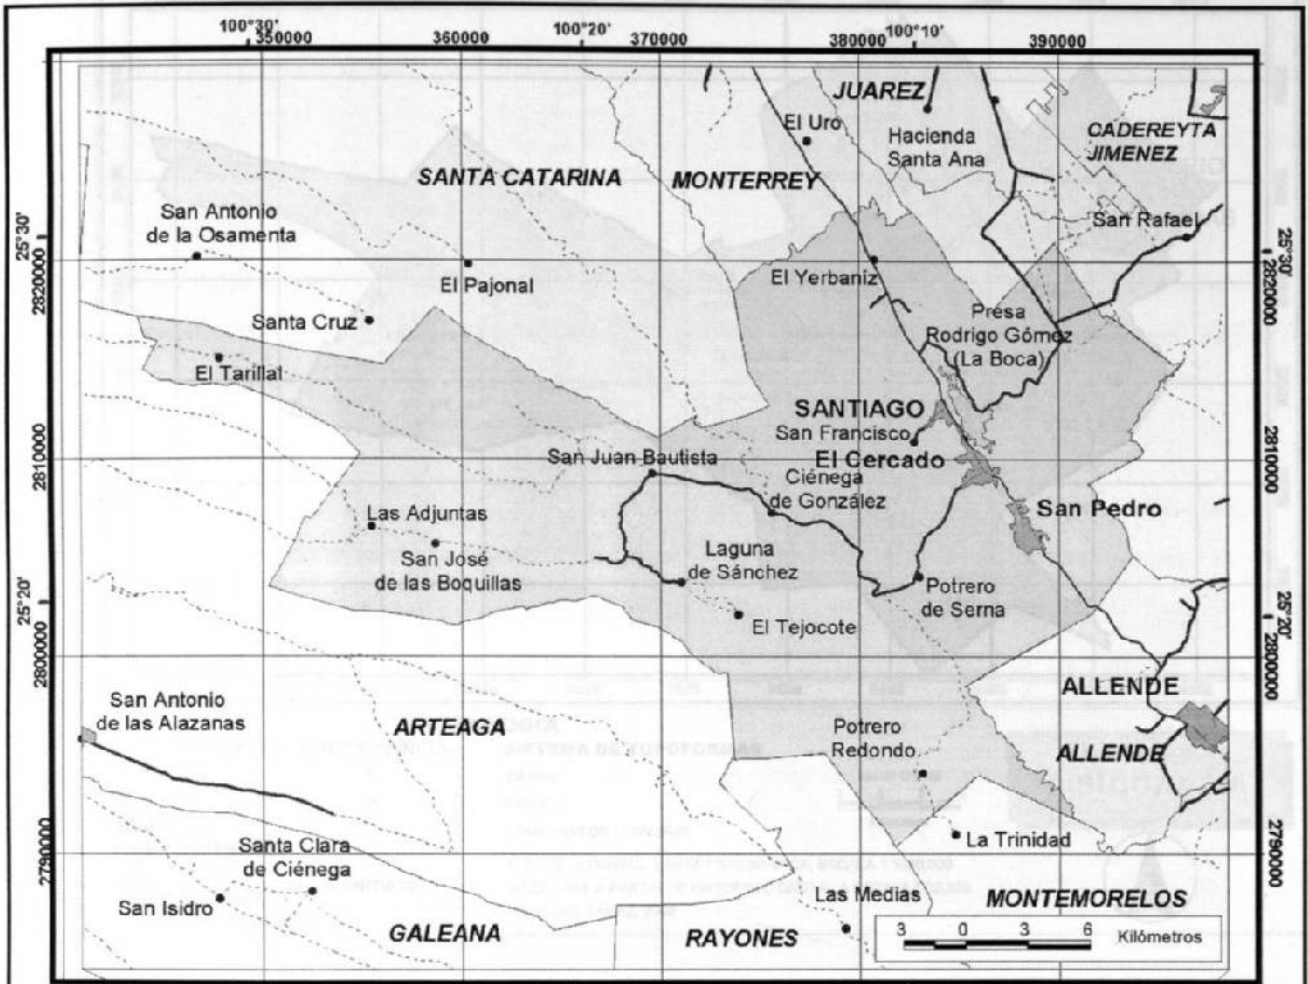 100°30' 100°20' 100°10'
350000 360000 370000 380000 390000
JUAREZ
El Uro
Hacienda
Santa Ana
CADEREYTA
JIMENEZ
SANTA CATARINA
MONTERREY
San Antonio
de la Osamenta
San Rafael
25°30'
2820000
25°30'
2820000
El Pajonal
El Yerbaniz
Santa Cruz
Presa
Rodrigo Gómez
(La Boca)
El Tarillal
SANTIAGO
San Francisco
El Cercado
San Juan Bautista
2810000
2810000
Ciénega
de González
Las Adjuntas
San Pedro
San José
de las Boquillas
Laguna
de Sánchez
Potrero
de Serna
25°20'
25°20'
El Tejocote
2800000
2800000
San Antonio
de las Alazanas
ALLENDE
ARTEAGA
Potrero
Redondo
ALLENDE
La Trinidad
2790000
2790000
Santa Clara
de Ciénega
San Isidro
Las Medias
MONTEMORELOS
GALEANA
RAYONES
3 0 3 6 Kilómetros